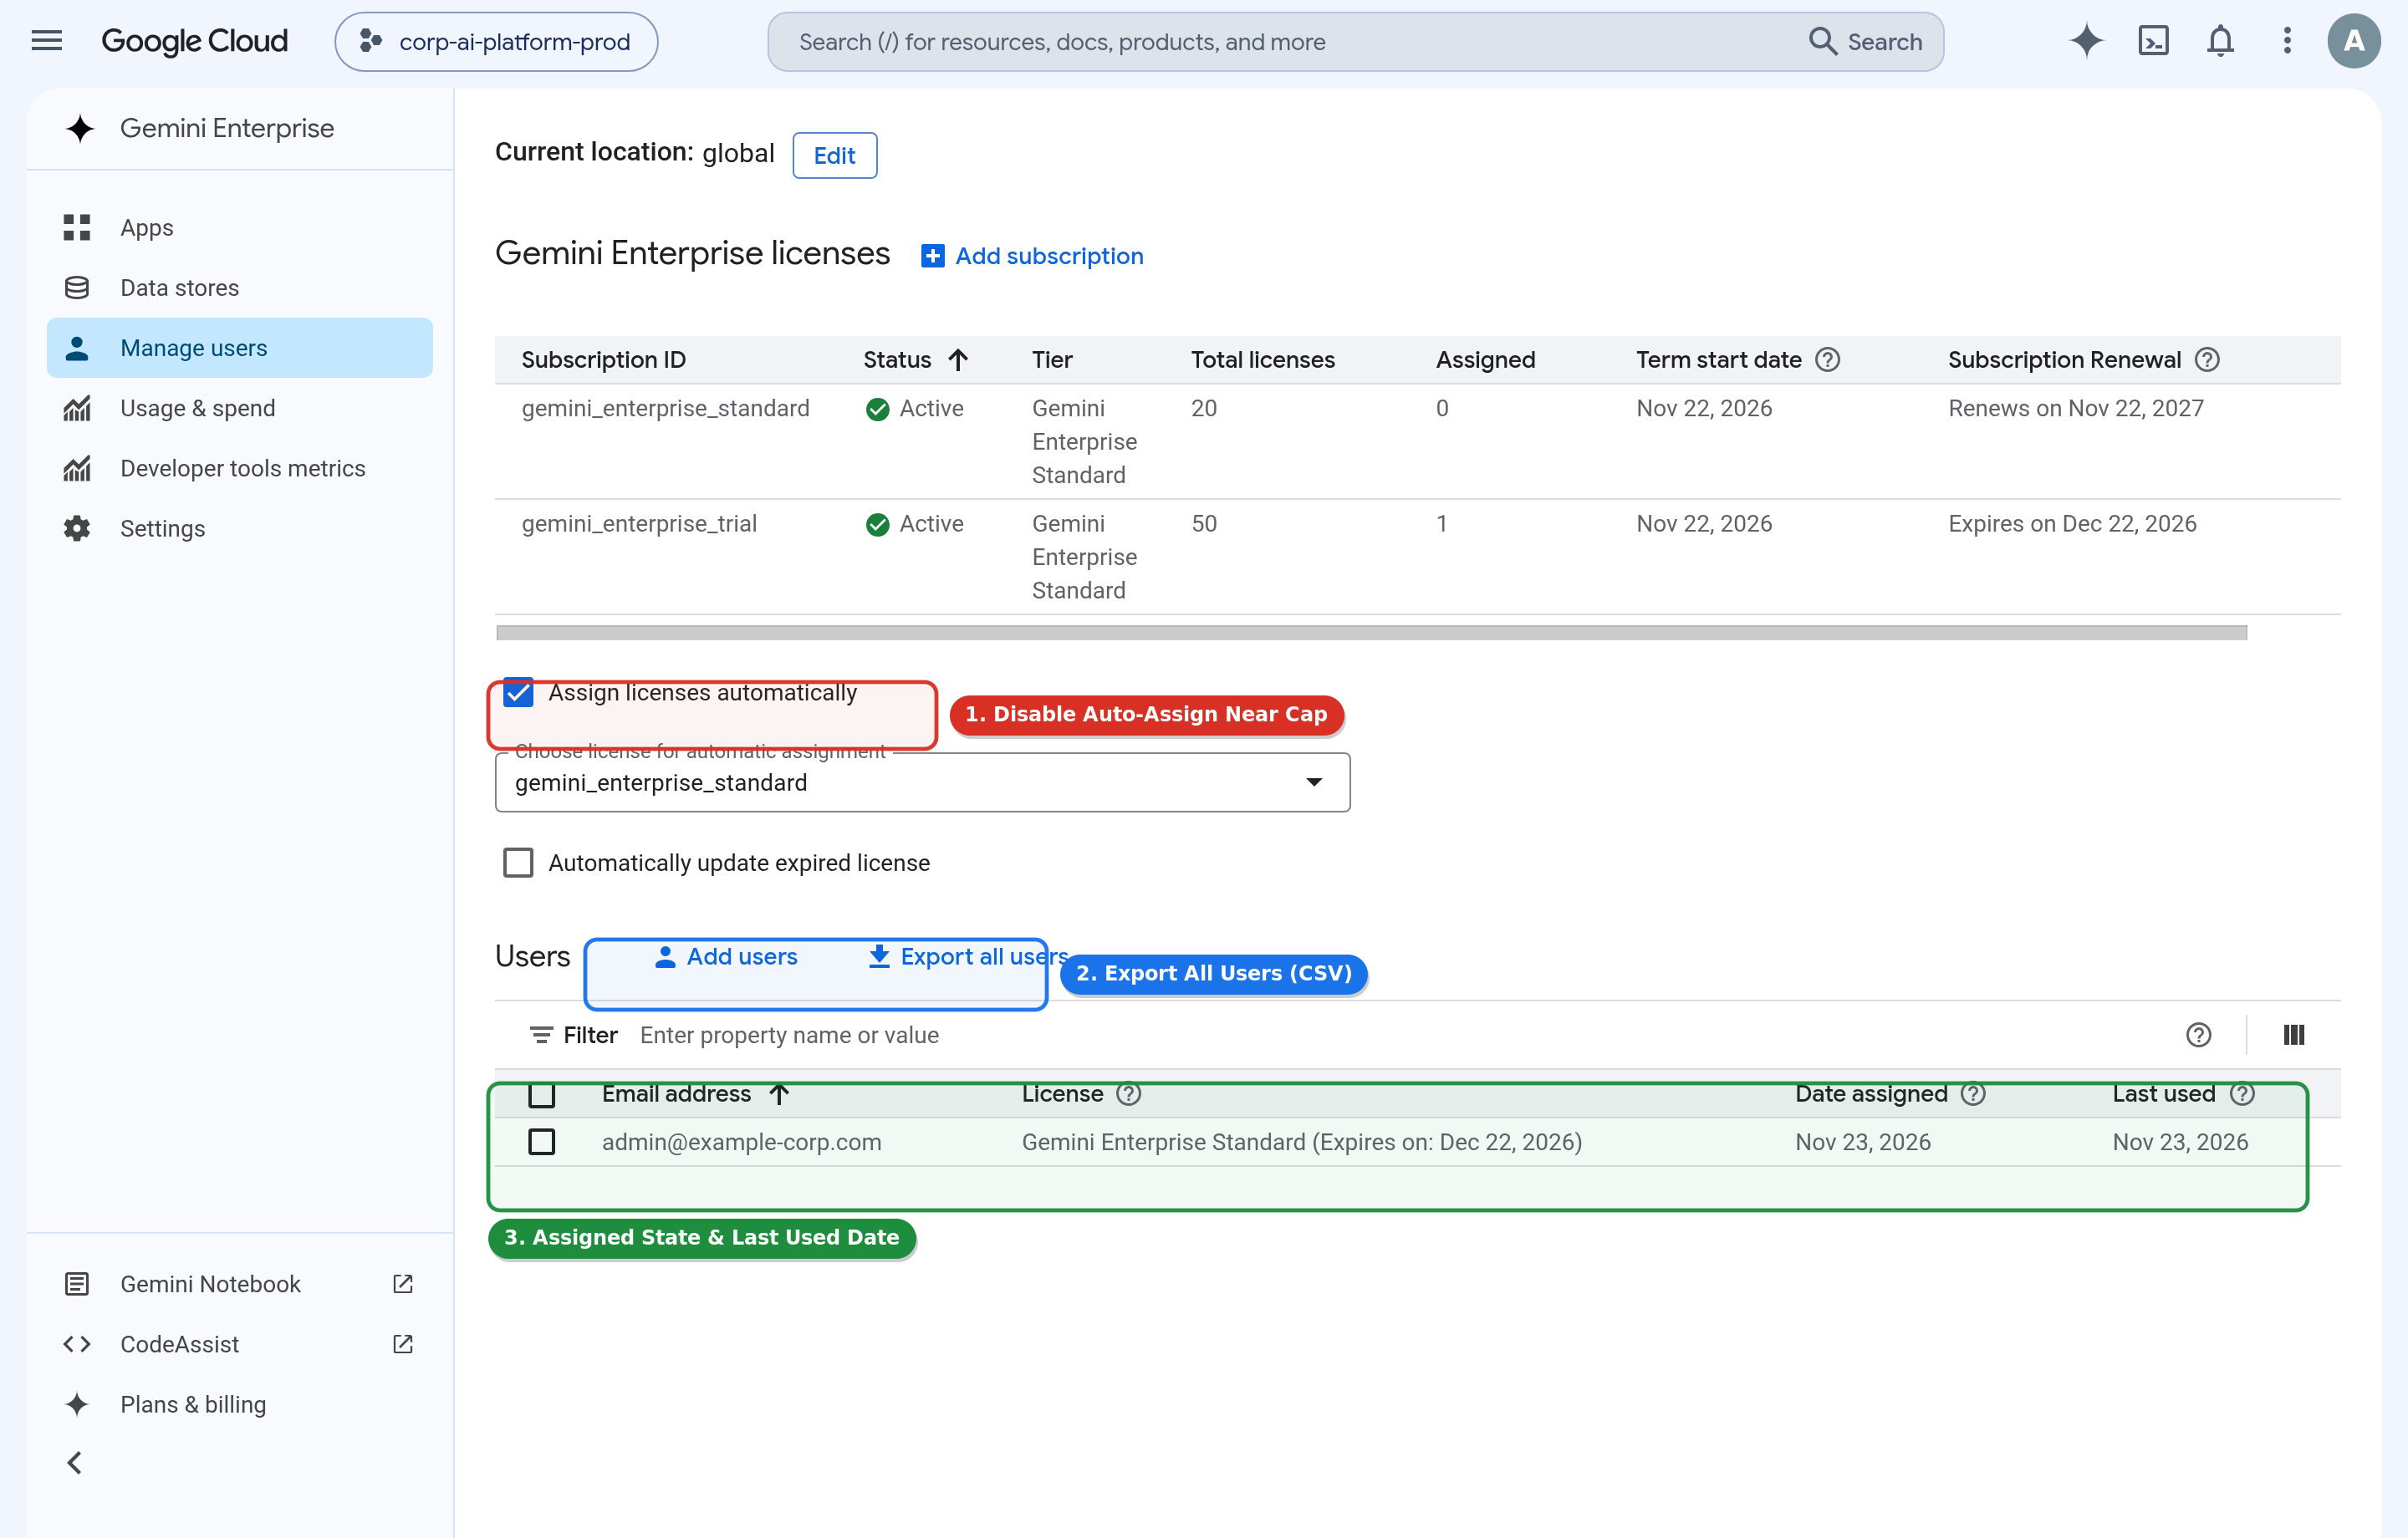 Google Cloud
corp-ai-platform-prod
Search (/) for resources, docs, products, and more
Search
A
Gemini Enterprise
Apps
Data stores
Manage users
Usage & spend
Developer tools metrics
Settings
Gemini Notebook
CodeAssist
Plans & billing
Current location: global
Edit
Gemini Enterprise licenses
Add subscription
Subscription ID Status Tier Total licenses Assigned Term start date Subscription Renewal
gemini_enterprise_standard Active Gemini Enterprise Standard 20 0 Nov 22, 2026 Renews on Nov 22, 2027
gemini_enterprise_trial Active Gemini Enterprise Standard 50 1 Nov 22, 2026 Expires on Dec 22, 2026
Assign licenses automatically
1. Disable Auto-Assign Near Cap
Choose license for automatic assignment
gemini_enterprise_standard
Automatically update expired license
Users
Add users
Export all users
2. Export All Users (CSV)
Filter Enter property name or value
Email address License Date assigned Last used
admin@example-corp.com Gemini Enterprise Standard (Expires on: Dec 22, 2026) Nov 23, 2026 Nov 23, 2026
3. Assigned State & Last Used Date